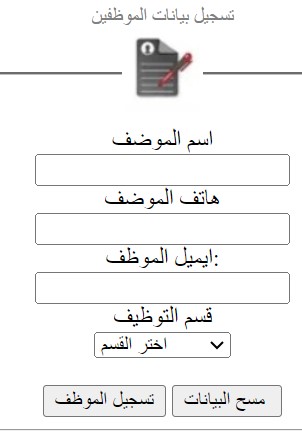 تسجيل بيانات الموظفين
اسم الموضف
هاتف الموضف
ايميل الموظف:
قسم التوظيف
اختر القسم
مسح البيانات تسجيل الموظف